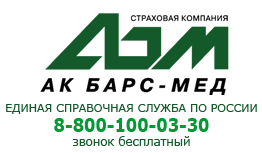 СТРАХОВАЯ КОМПАНИЯ
АК БАРС-МЕД
ЕДИНАЯ СПРАВОЧНАЯ СЛУЖБА ПО РОССИИ
8-800-100-03-30
звонок бесплатный